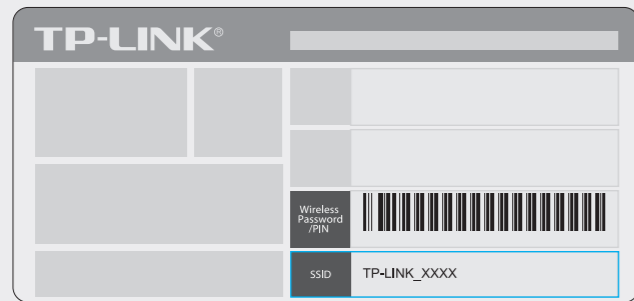 TP-LINK®
Wireless
Password
/PIN
SSID
TP-LINK_XXXX